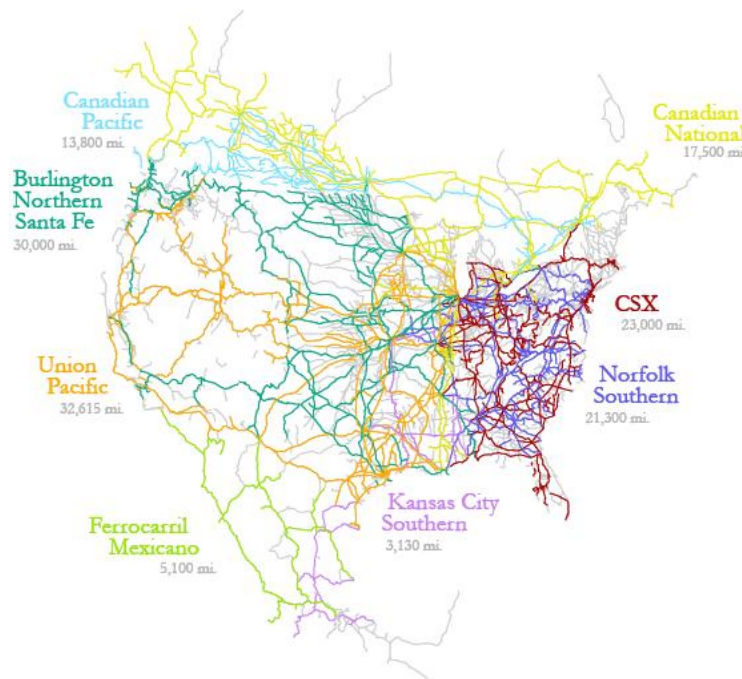 Canadian
Pacific
13,800 mi.
Canadian
National
17,500 mi.
Burlington
Northern
Santa Fe
30,000 mi.
CSX
23,000 mi.
Union
Pacific
32,615 mi.
Norfolk
Southern
21,300 mi.
Kansas City
Southern
3,130 mi.
Ferrocarril
Mexicano
5,100 mi.